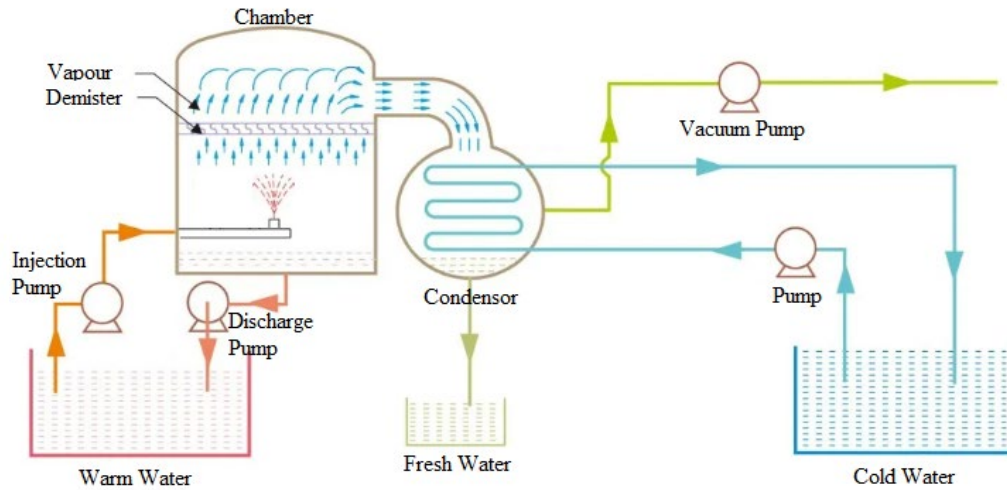 Chamber
Vapour
Demister
Vacuum Pump
Injection
Pump
Condensor
Pump
Discharge
Pump
Fresh Water
Warm Water
Cold Water